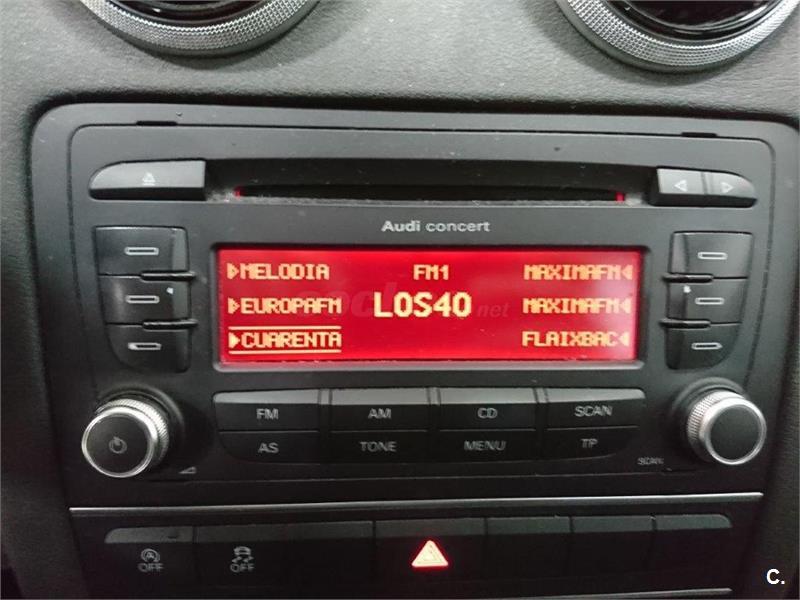 Audi concert
MELODIA FM1 MAXIMAFM
EUROPAFM LOS40 MAXIMAFM
CUARENTA FLAIXBAC
FM AM CD SCAN
AS TONE MENU TP
SCAN
OFF OFF
C.